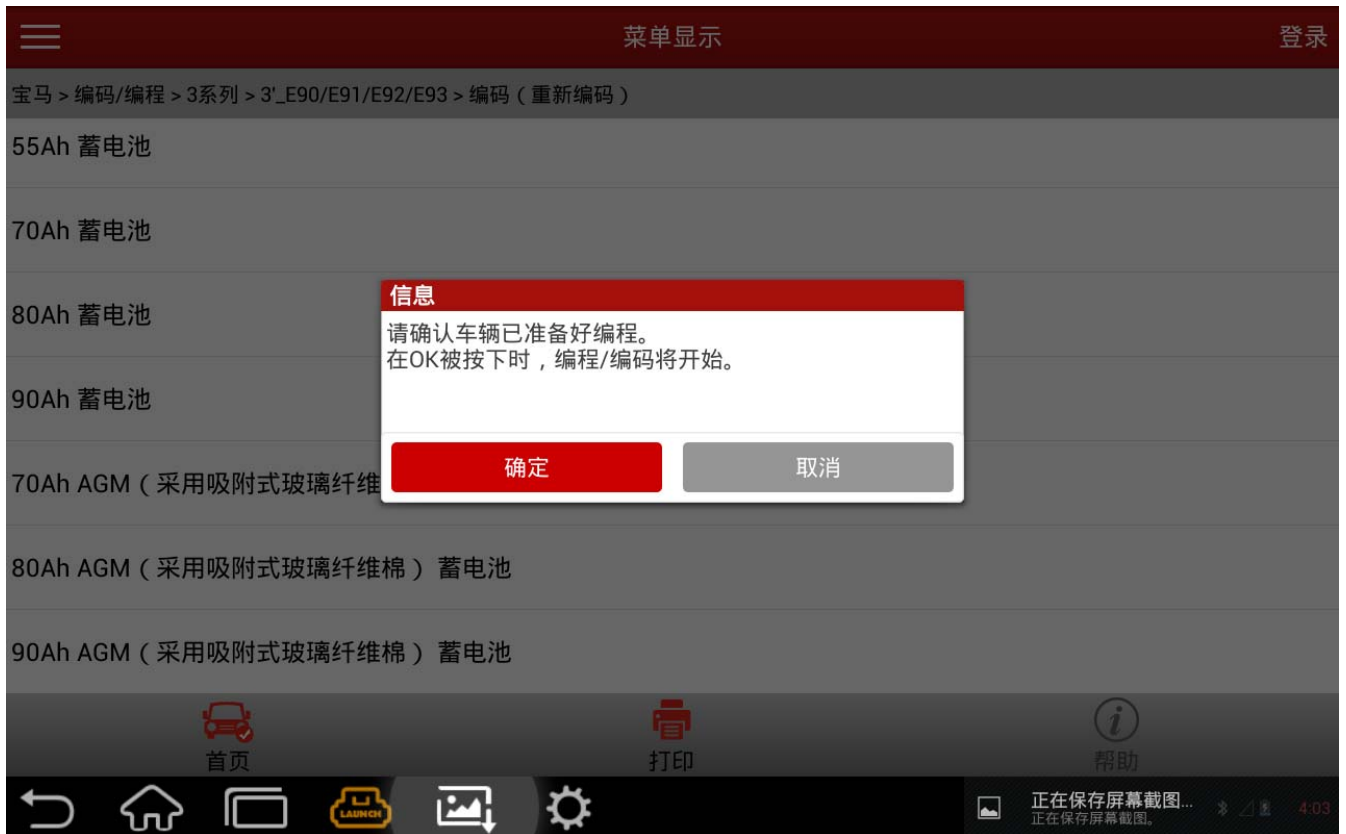 菜单显示
登录
宝马 > 编码/编程 > 3系列 > 3'_E90/E91/E92/E93 > 编码（重新编码）
55Ah 蓄电池
70Ah 蓄电池
80Ah 蓄电池
90Ah 蓄电池
信息
请确认车辆已准备好编程。
在OK被按下时，编程/编码将开始。
确定
取消
70Ah AGM（采用吸附式玻璃纤维
80Ah AGM（采用吸附式玻璃纤维棉） 蓄电池
90Ah AGM（采用吸附式玻璃纤维棉） 蓄电池
首页
打印
帮助
LAUNCH
正在保存屏幕截图...
正在保存屏幕截图。
4:03